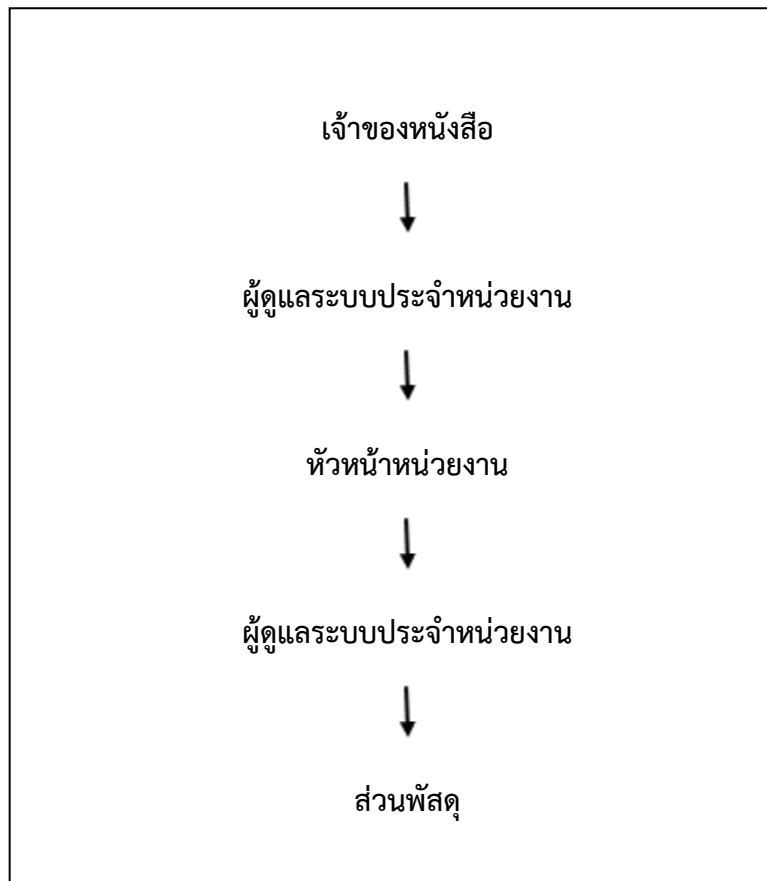 เจ้าของหนังสือ
ผู้ดูแลระบบประจำหน่วยงาน
หัวหน้าหน่วยงาน
ผู้ดูแลระบบประจำหน่วยงาน
ส่วนพัสดุ